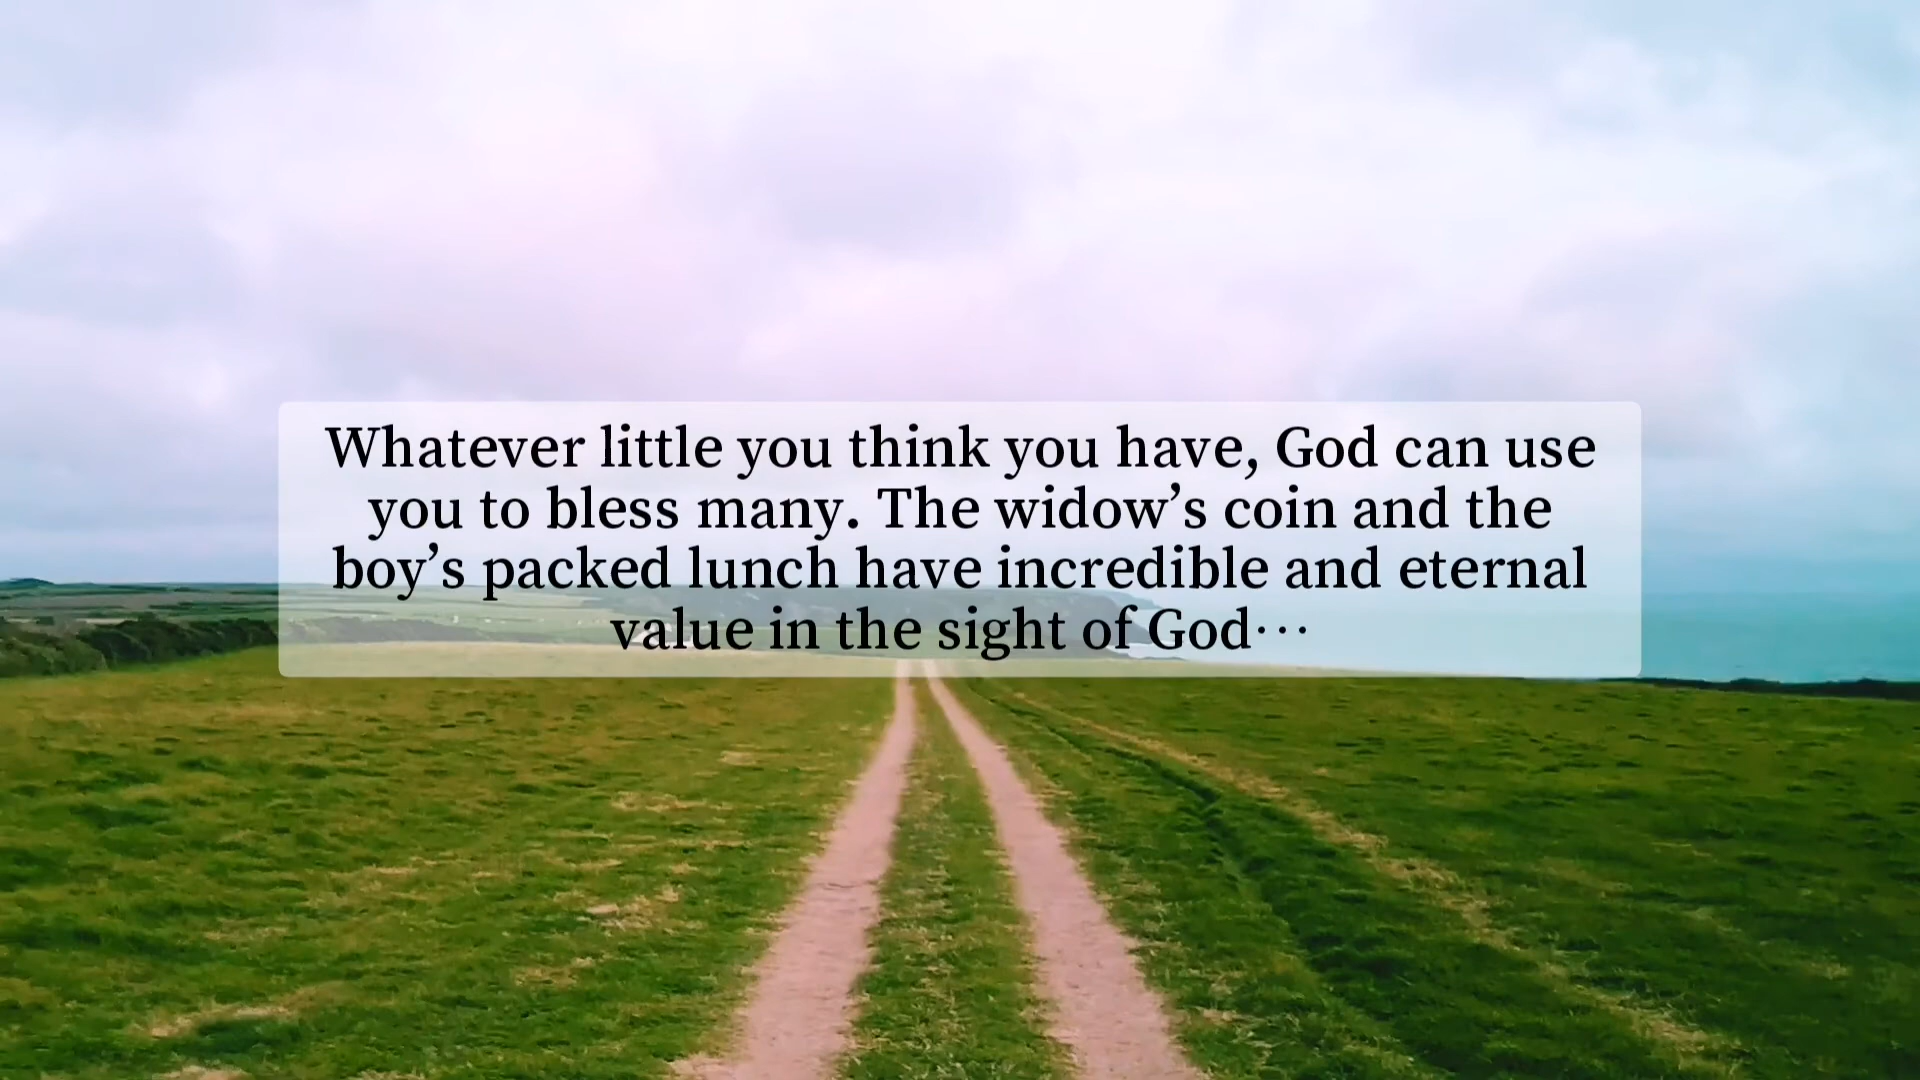 Whatever little you think you have, God can use
you to bless many. The widow’s coin and the
boy’s packed lunch have incredible and eternal
value in the sight of God···